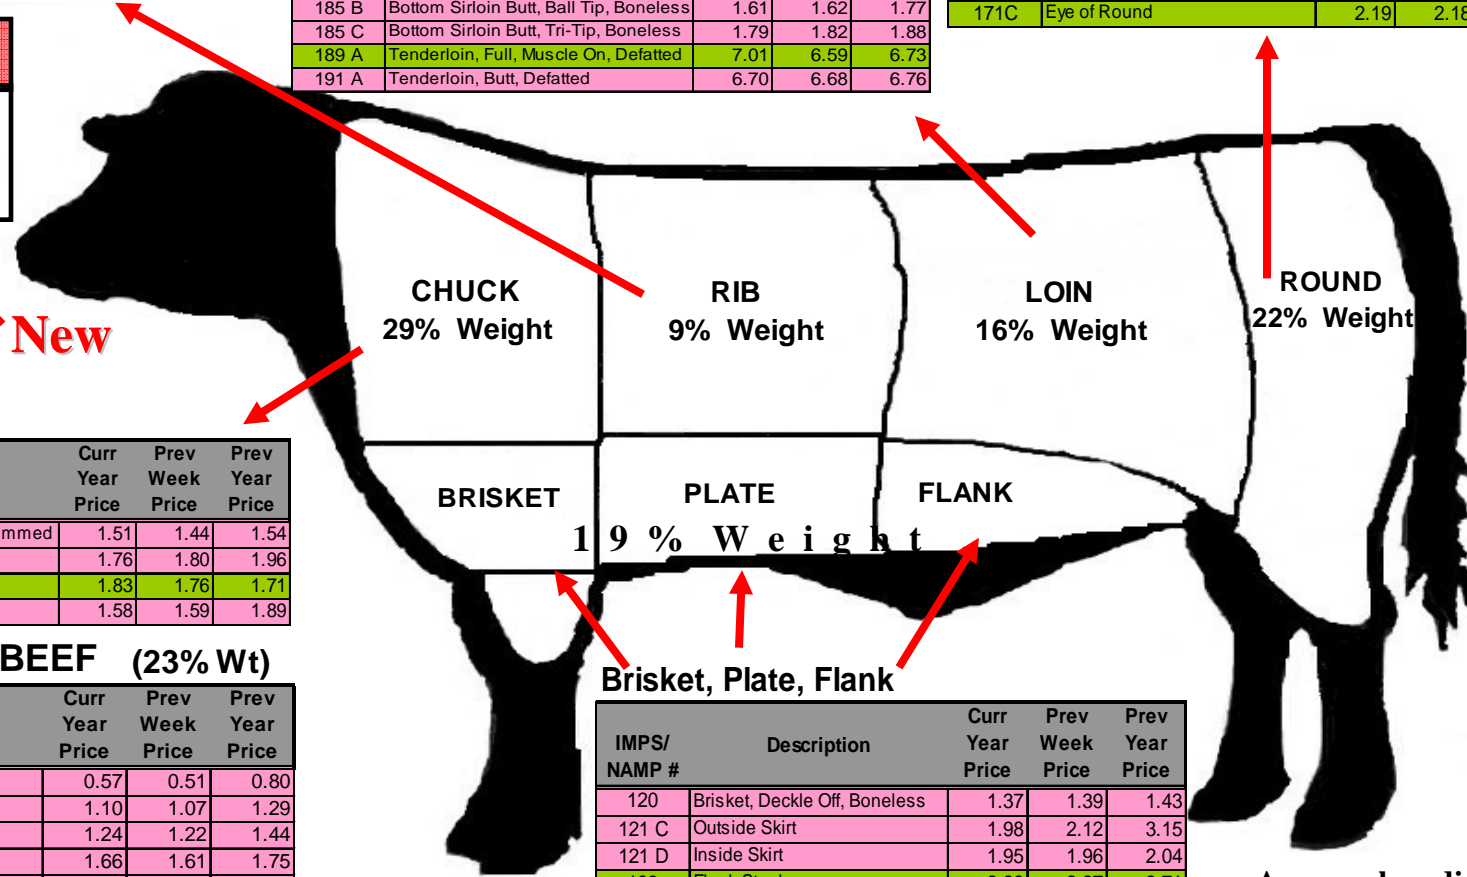 185 B Bottom Sirloin Butt, Ball Tip, Boneless 1.61 1.62 1.77
185 C Bottom Sirloin Butt, Tri-Tip, Boneless 1.79 1.82 1.88
189 A Tenderloin, Full, Muscle On, Defatted 7.01 6.59 6.73
191 A Tenderloin, Butt, Defatted 6.70 6.68 6.76
171C Eye of Round 2.19 2.18
CHUCK
29% Weight
RIB
9% Weight
LOIN
16% Weight
ROUND
22% Weight
New
BRISKET
PLATE
FLANK
19% Weight
Curr Prev Prev
Year Week Year
Price Price Price
mmed 1.51 1.44 1.54
1.76 1.80 1.96
1.83 1.76 1.71
1.58 1.59 1.89
BEEF (23% Wt)
Curr Prev Prev
Year Week Year
Price Price Price
0.57 0.51 0.80
1.10 1.07 1.29
1.24 1.22 1.44
1.66 1.61 1.75
Brisket, Plate, Flank
Curr Prev Prev
IMPS/ Description Year Week Year
NAMP # Price Price Price
120 Brisket, Deckle Off, Boneless 1.37 1.39 1.43
121 C Outside Skirt 1.98 2.12 3.15
121 D Inside Skirt 1.95 1.96 2.04